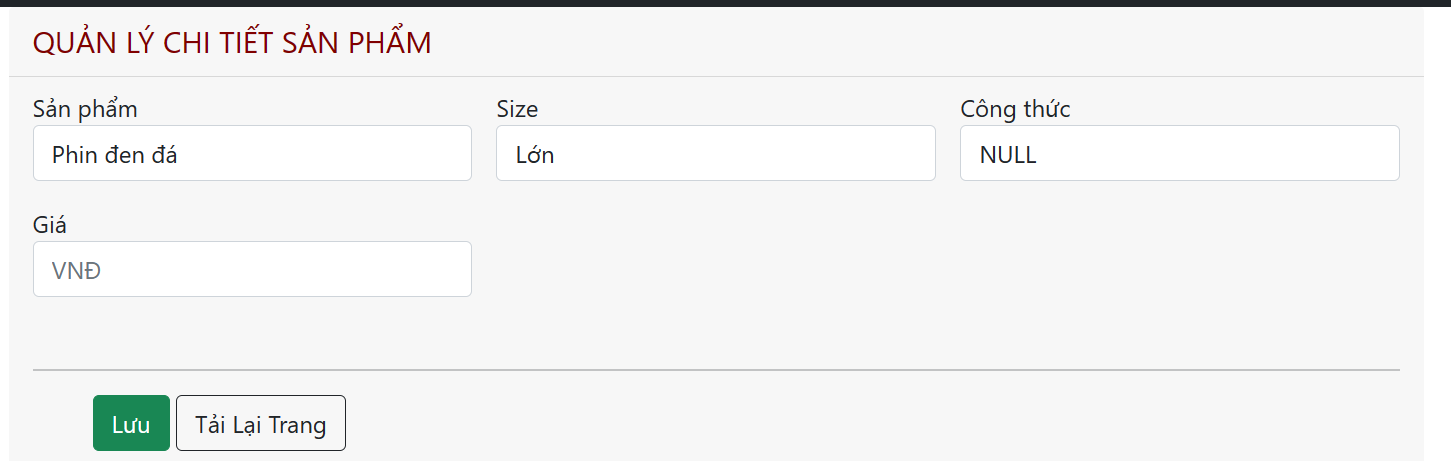 QUẢN LÝ CHI TIẾT SẢN PHẨM
Sản phẩm Size Công thức
Phin đen đá Lớn NULL
Giá
VNĐ
Lưu Tải Lại Trang